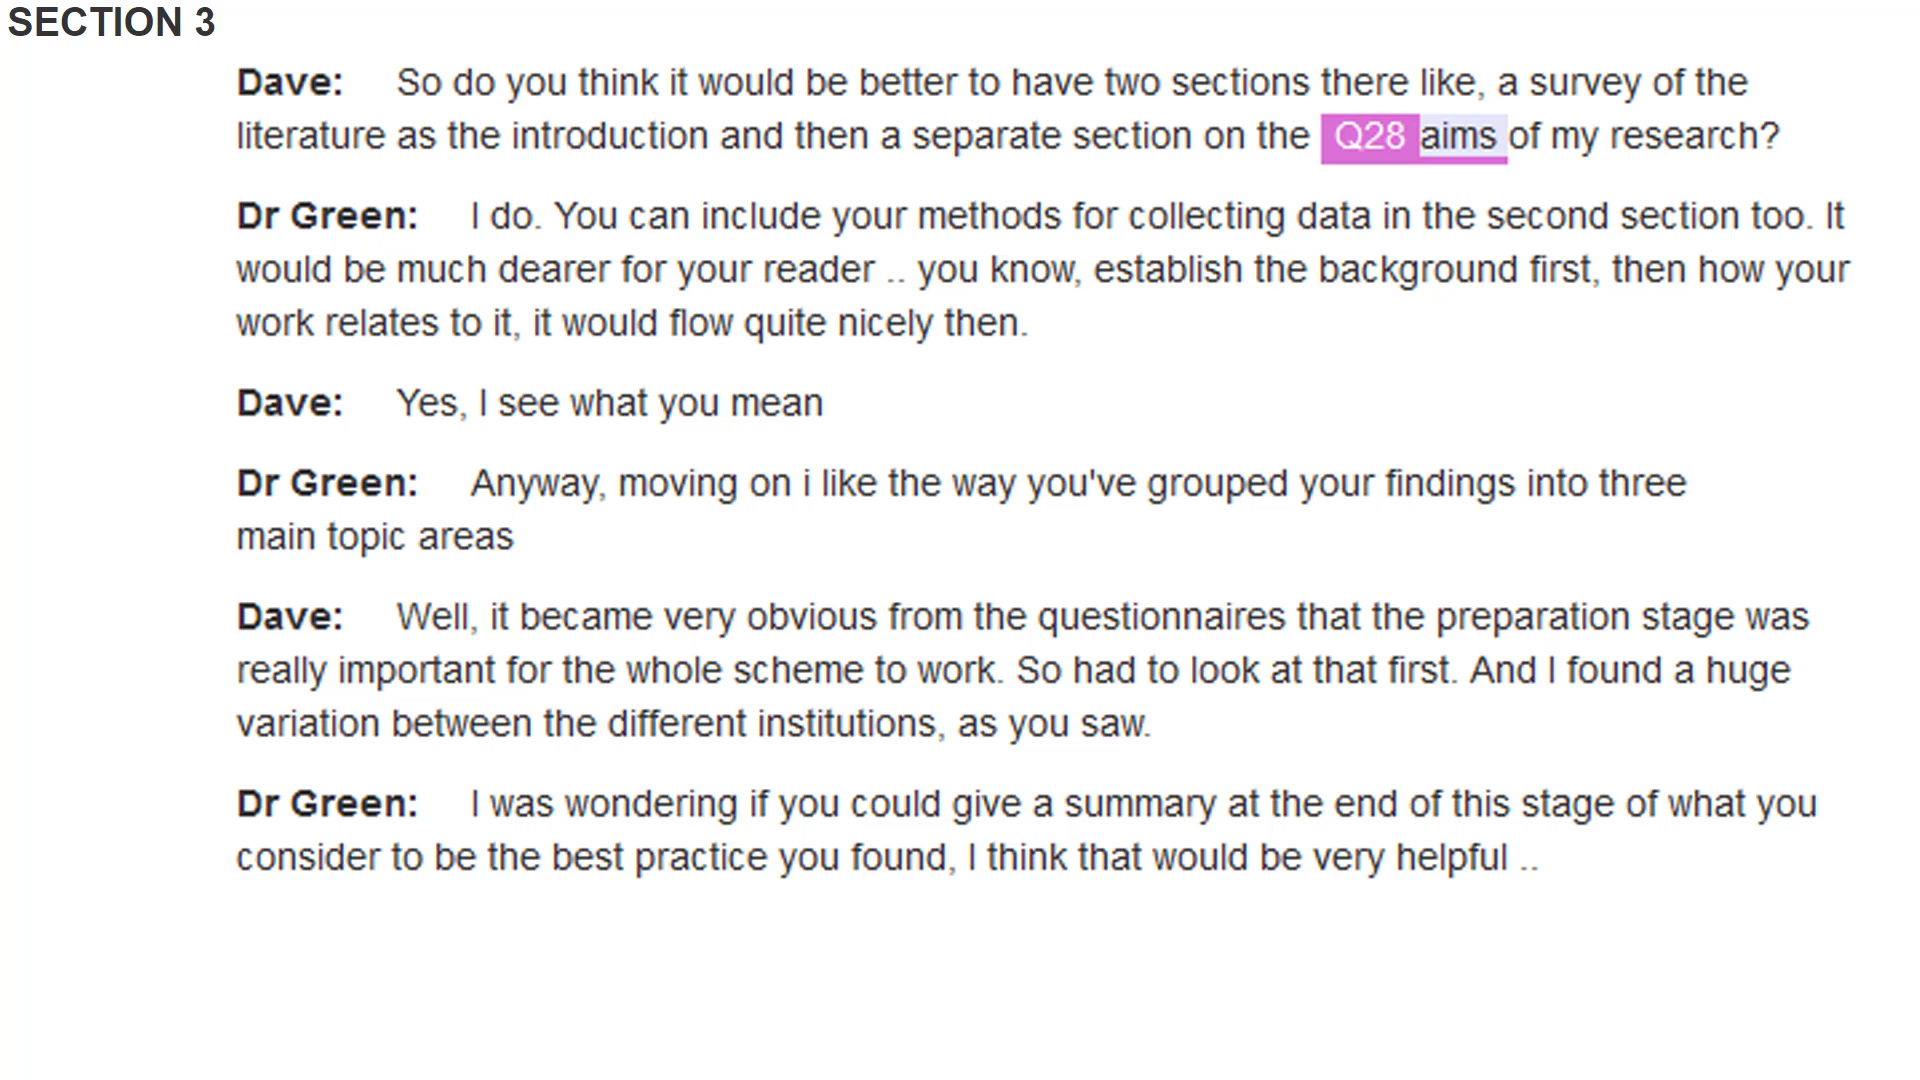 SECTION 3
Dave: So do you think it would be better to have two sections there like, a survey of the
literature as the introduction and then a separate section on the Q28 aims of my research?
Dr Green: I do. You can include your methods for collecting data in the second section too. It
would be much dearer for your reader .. you know, establish the background first, then how your
work relates to it, it would flow quite nicely then.
Dave: Yes, I see what you mean
Dr Green: Anyway, moving on i like the way you've grouped your findings into three
main topic areas
Dave: Well, it became very obvious from the questionnaires that the preparation stage was
really important for the whole scheme to work. So had to look at that first. And I found a huge
variation between the different institutions, as you saw.
Dr Green: I was wondering if you could give a summary at the end of this stage of what you
consider to be the best practice you found, I think that would be very helpful ..